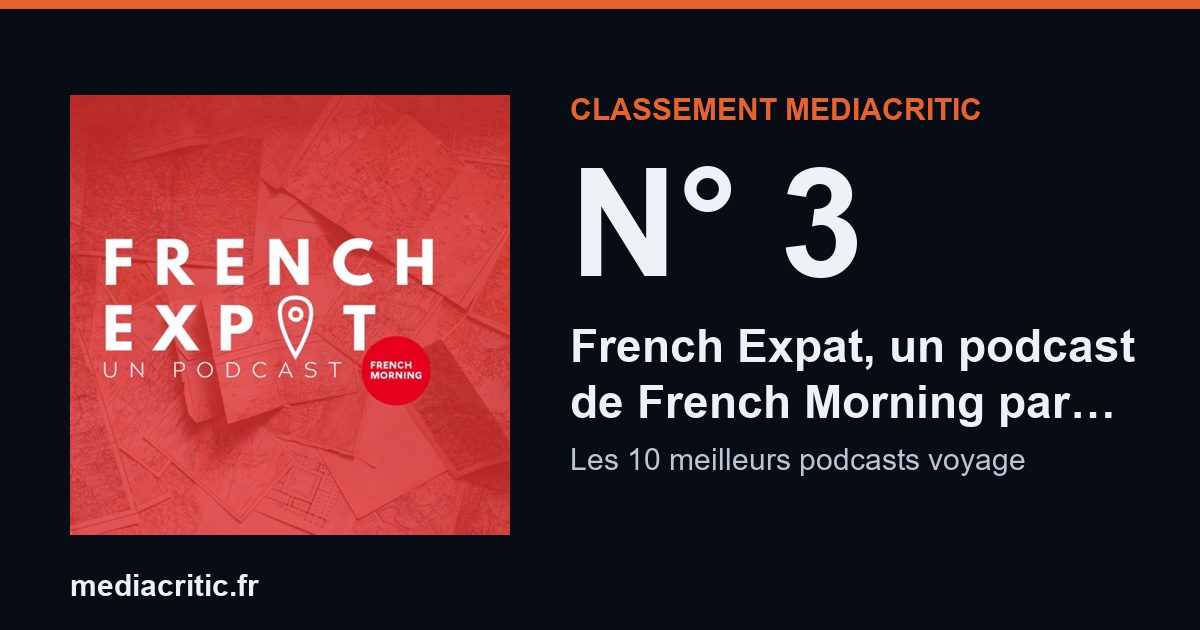 FRENCH
EXPAT
UN PODCAST
FRENCH
MORNING
CLASSEMENT MEDIACRITIC
N° 3
French Expat, un podcast
de French Morning par…
Les 10 meilleurs podcasts voyage
mediacritic.fr